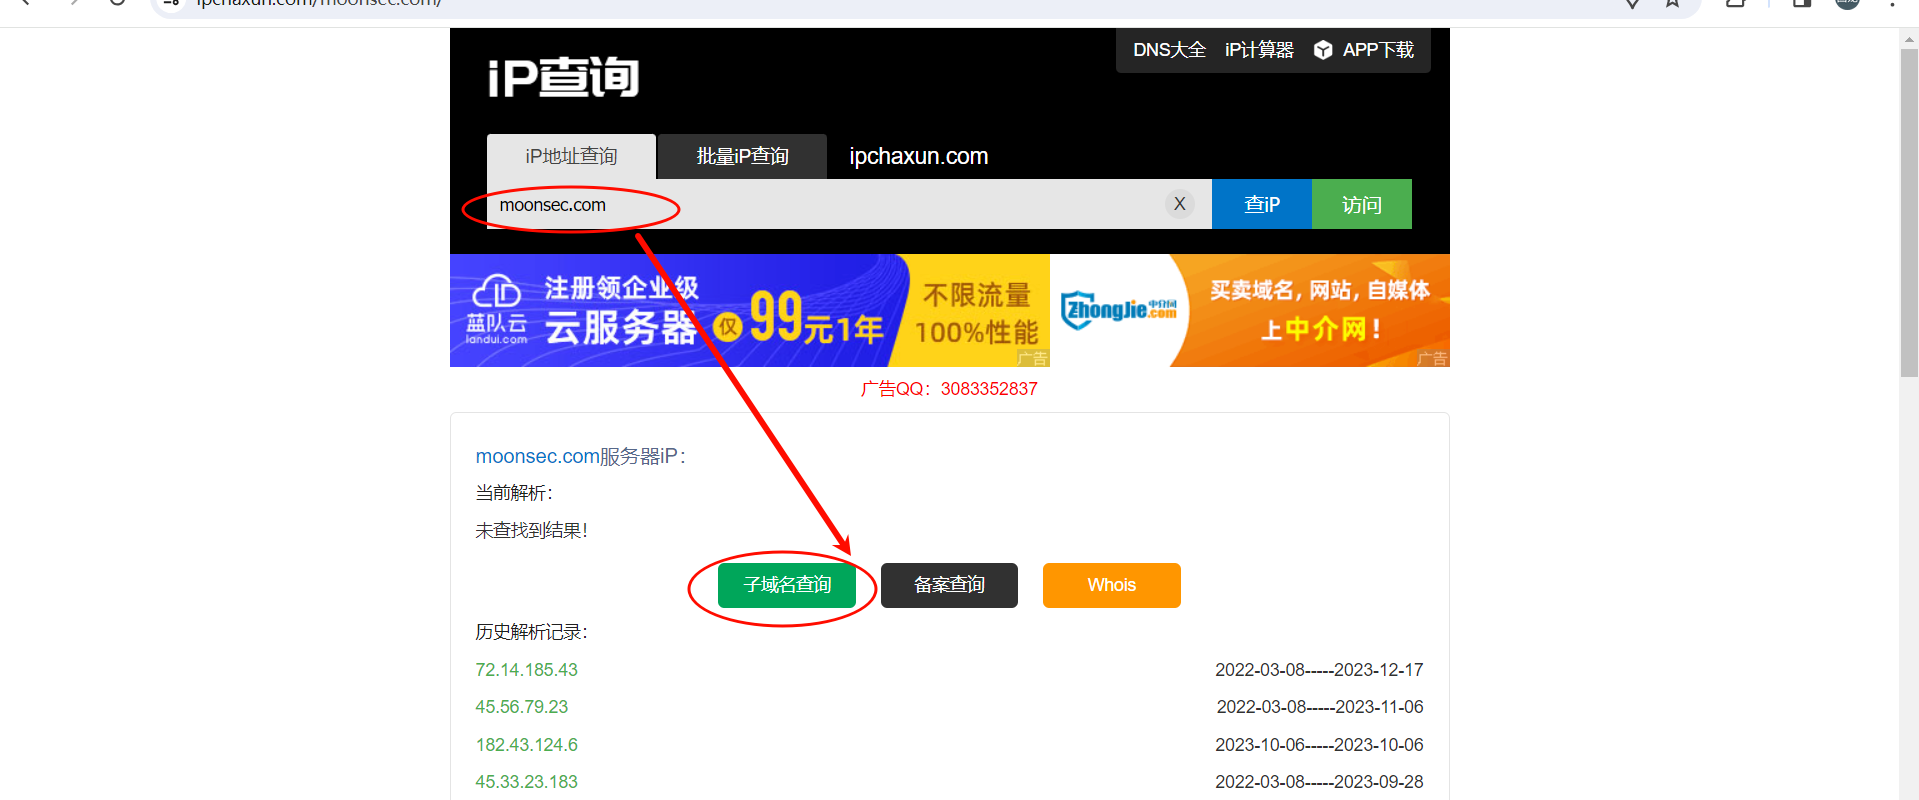 ipchaxun.com/moonsec.com/
DNS大全 iP计算器 APP下载
iP查询
iP地址查询 批量iP查询 ipchaxun.com
moonsec.com X 查iP 访问
蓝队云
landui.com
注册领企业级
云服务器 仅99元1年
不限流量
100%性能
广告
ZhongJie中介网.com
买卖域名，网站，自媒体
上中介网！
广告
广告QQ：3083352837
moonsec.com服务器iP：
当前解析：
未查找到结果！
子域名查询 备案查询 Whois
历史解析记录：
72.14.185.43 2022-03-08-----2023-12-17
45.56.79.23 2022-03-08-----2023-11-06
182.43.124.6 2023-10-06-----2023-10-06
45.33.23.183 2022-03-08-----2023-09-28